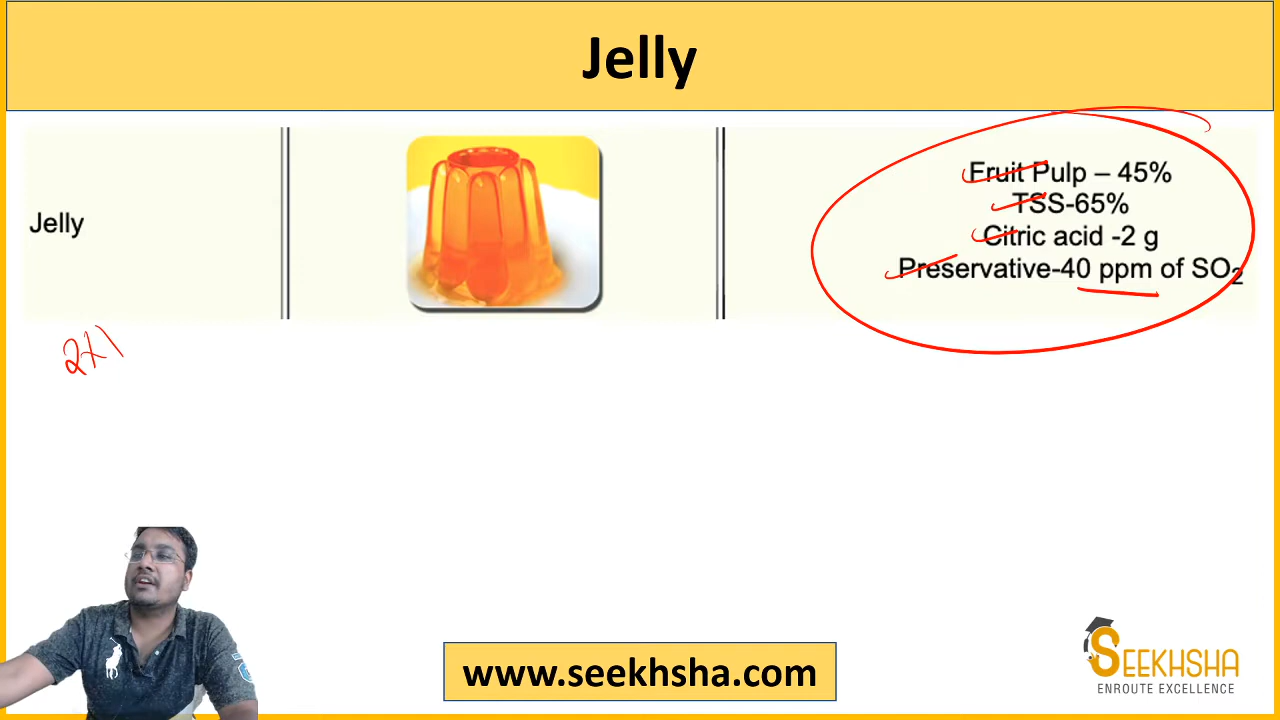 Jelly
Jelly
Fruit Pulp – 45%
TSS-65%
Citric acid -2 g
Preservative-40 ppm of SO₂
www.seekhsha.com
SEEKHSHA
ENROUTE EXCELLENCE